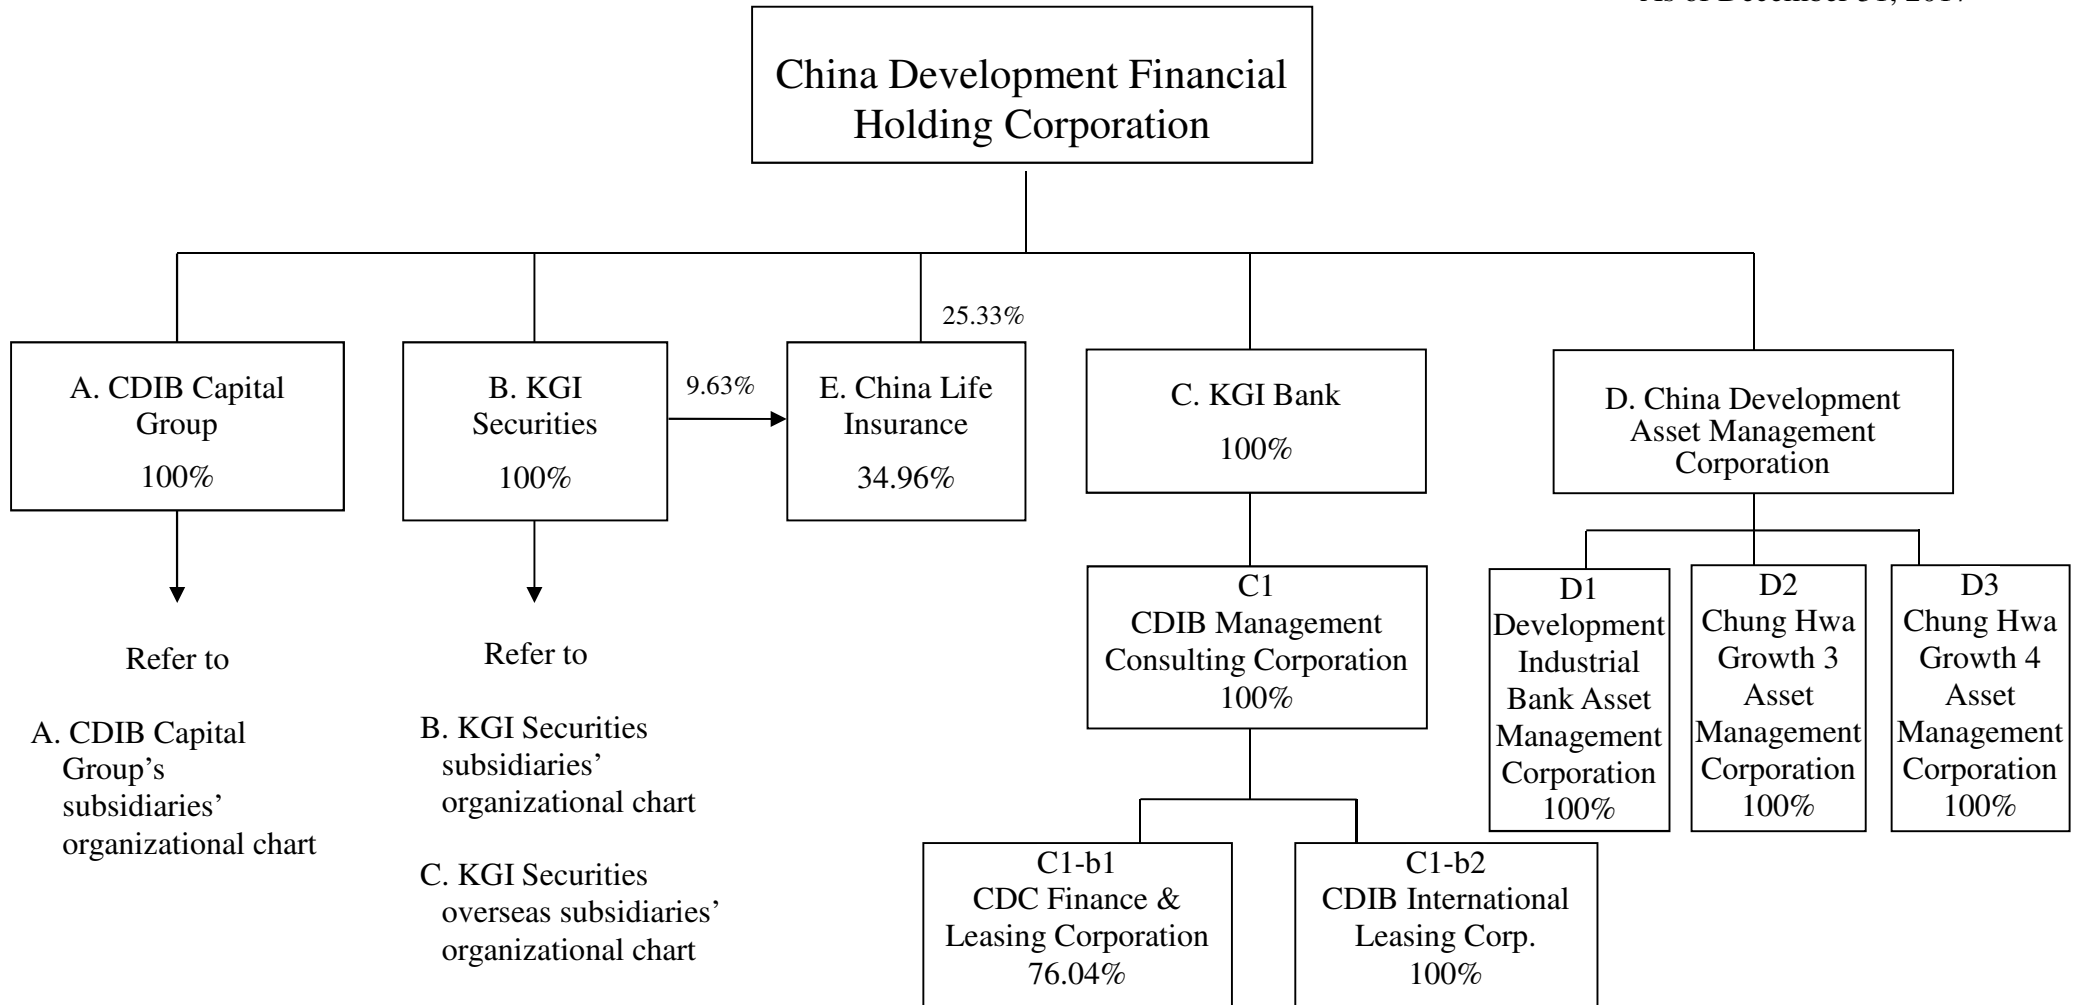 China Development Financial
Holding Corporation
25.33%
A. CDIB Capital
Group
100%
B. KGI
Securities
100%
9.63%
E. China Life
Insurance
34.96%
C. KGI Bank
100%
D. China Development
Asset Management
Corporation
Refer to
A. CDIB Capital
Group’s
subsidiaries’
organizational chart
Refer to
B. KGI Securities
subsidiaries’
organizational chart
C. KGI Securities
overseas subsidiaries’
organizational chart
C1
CDIB Management
Consulting Corporation
100%
C1-b1
CDC Finance &
Leasing Corporation
76.04%
C1-b2
CDIB International
Leasing Corp.
100%
D1
Development
Industrial
Bank Asset
Management
Corporation
100%
D2
Chung Hwa
Growth 3
Asset
Management
Corporation
100%
D3
Chung Hwa
Growth 4
Asset
Management
Corporation
100%